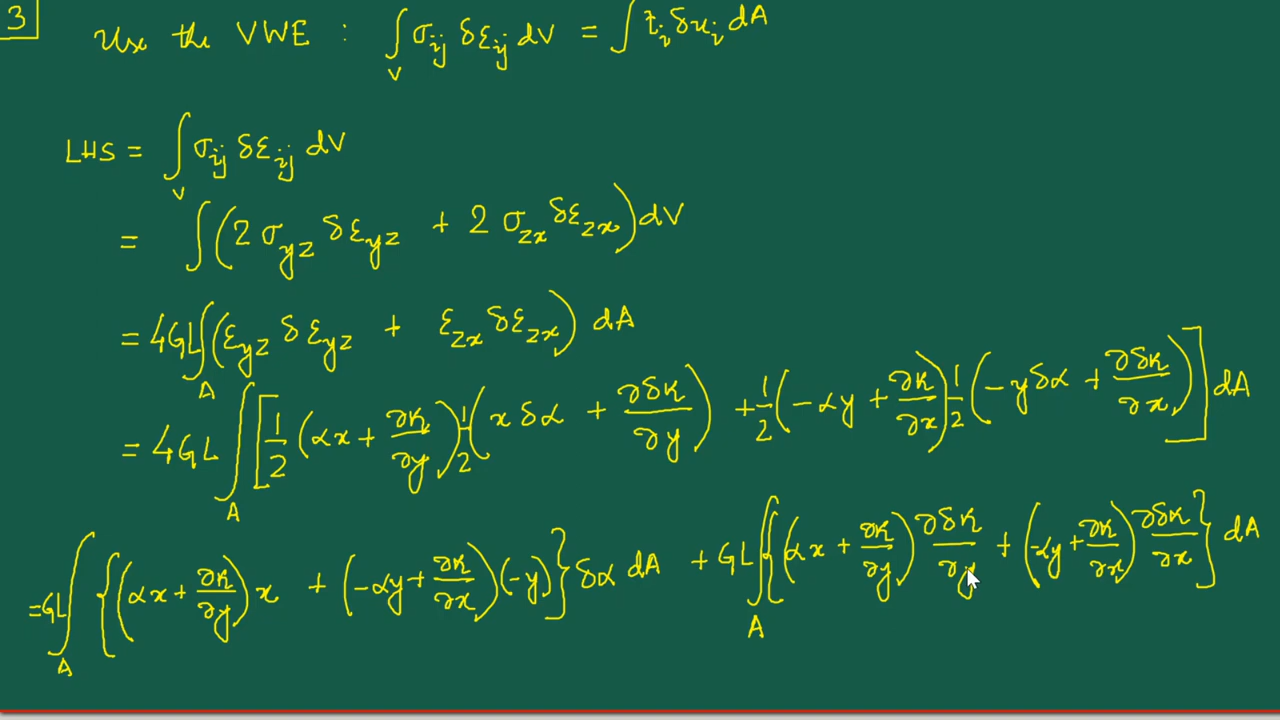 3
Use the VWE : ∫_V σ_ij δε_ij dV = ∫ t_i δu_i dA
LHS = ∫_V σ_ij δε_ij dV
= ∫ (2 σ_yz δε_yz + 2 σ_zx δε_zx) dV
= 4GL ∫_A (ε_yz δε_yz + ε_zx δε_zx) dA
= 4GL ∫_A [ 1/2 (αx + ∂κ/∂y) 1/2 (x δα + ∂δκ/∂y) + 1/2 (-αy + ∂κ/∂x) 1/2 (-y δα + ∂δκ/∂x) ] dA
= GL ∫_A { (αx + ∂κ/∂y) x + (-αy + ∂κ/∂x)(-y) } δα dA + GL ∫_A { (αx + ∂κ/∂y) ∂δκ/∂y + (-αy + ∂κ/∂x) ∂δκ/∂x } dA